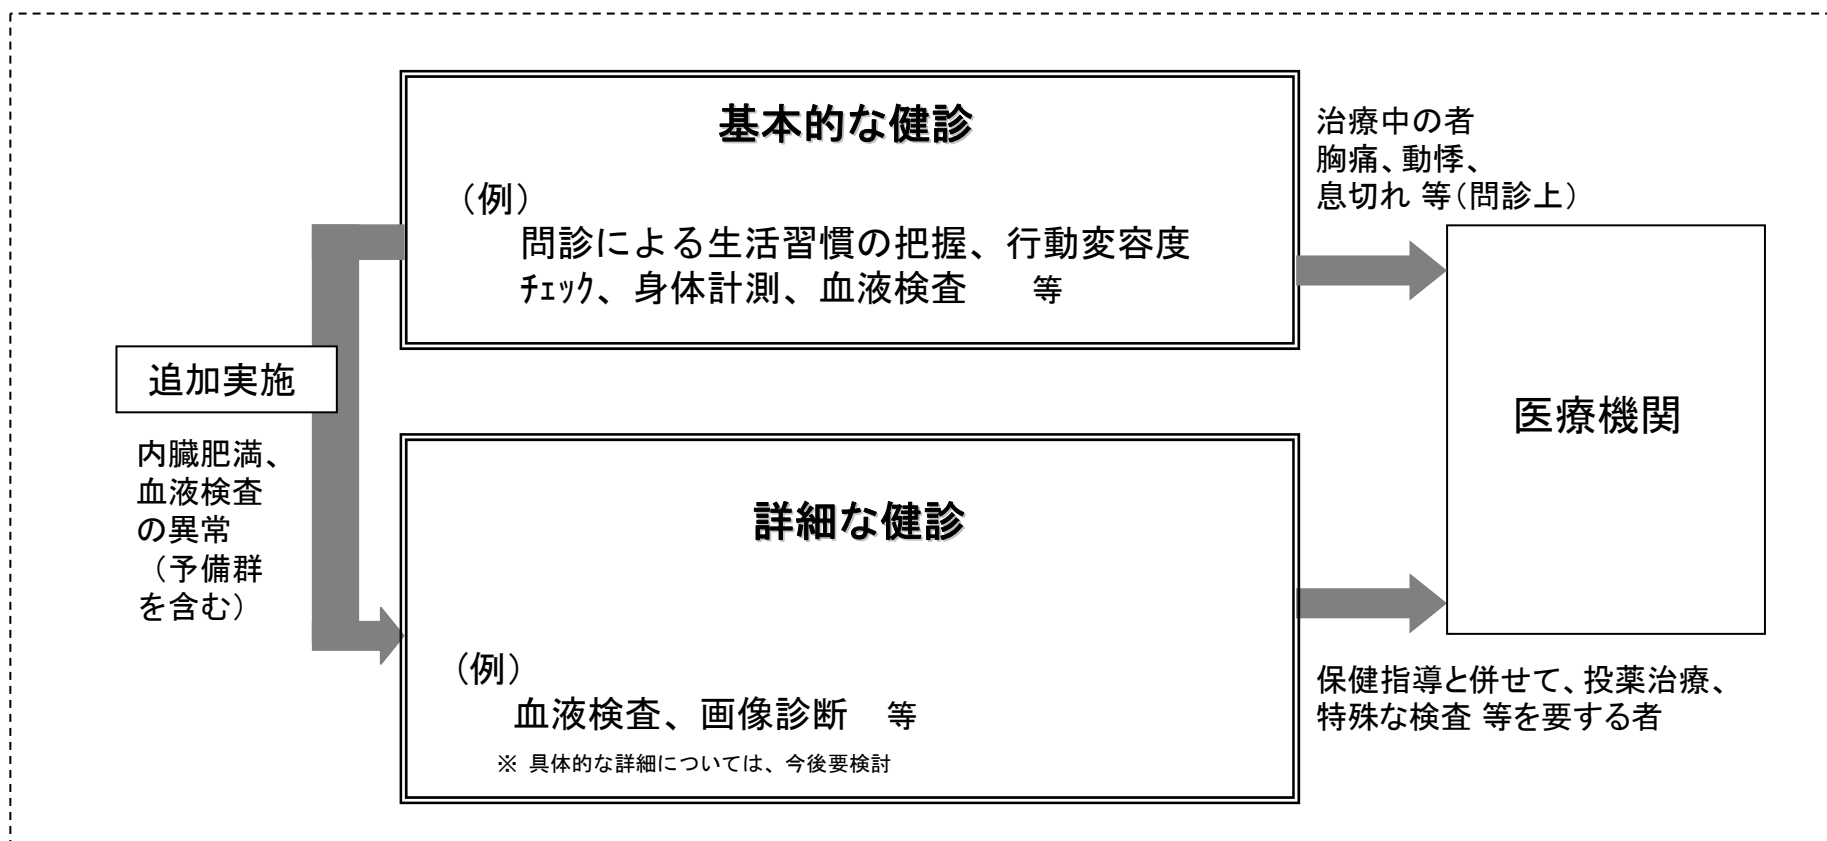 基本的な健診
（例）
問診による生活習慣の把握、行動変容度
ﾁｪｯｸ、身体計測、血液検査　　等
治療中の者
胸痛、動悸、
息切れ 等（問診上）
追加実施
内臓肥満、
血液検査
の異常
（予備群
を含む）
医療機関
詳細な健診
（例）
血液検査、画像診断　等
※ 具体的な詳細については、今後要検討
保健指導と併せて、投薬治療、
特殊な検査 等を要する者